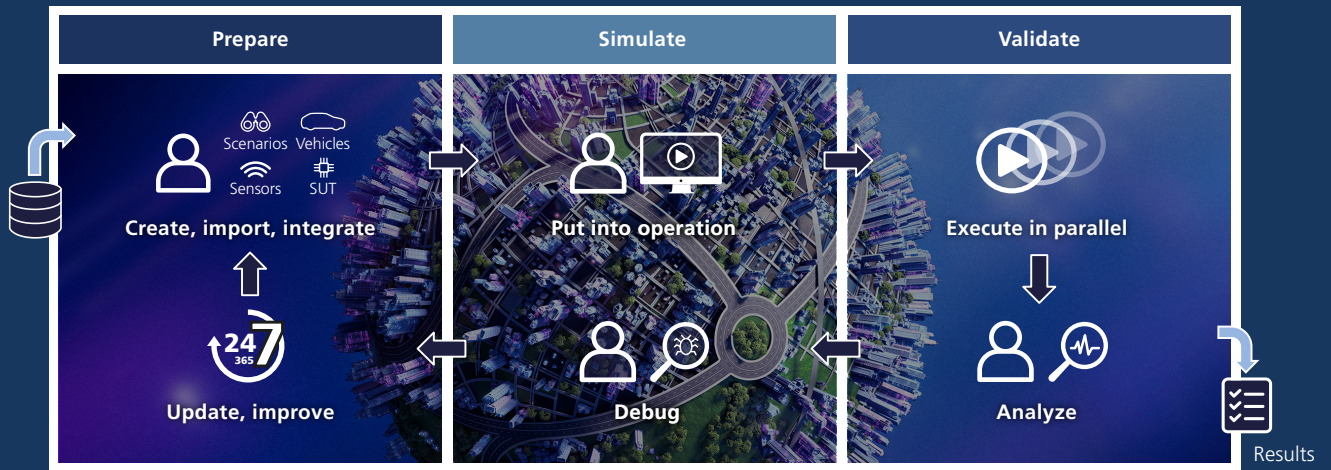 Prepare
Simulate
Validate
Scenarios
Vehicles
Sensors
SUT
Create, import, integrate
Put into operation
Execute in parallel
24
7
365
Update, improve
Debug
Analyze
Results